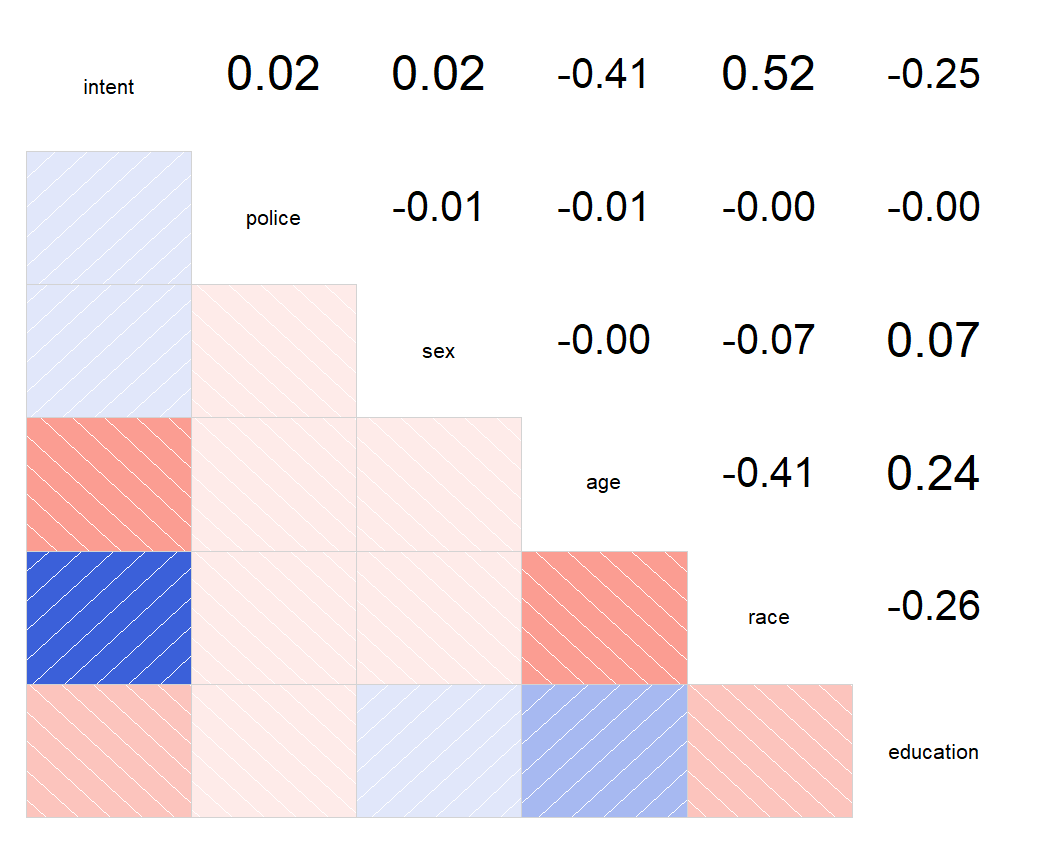 intent 0.02 0.02 -0.41 0.52 -0.25
police -0.01 -0.01 -0.00 -0.00
sex -0.00 -0.07 0.07
age -0.41 0.24
race -0.26
education